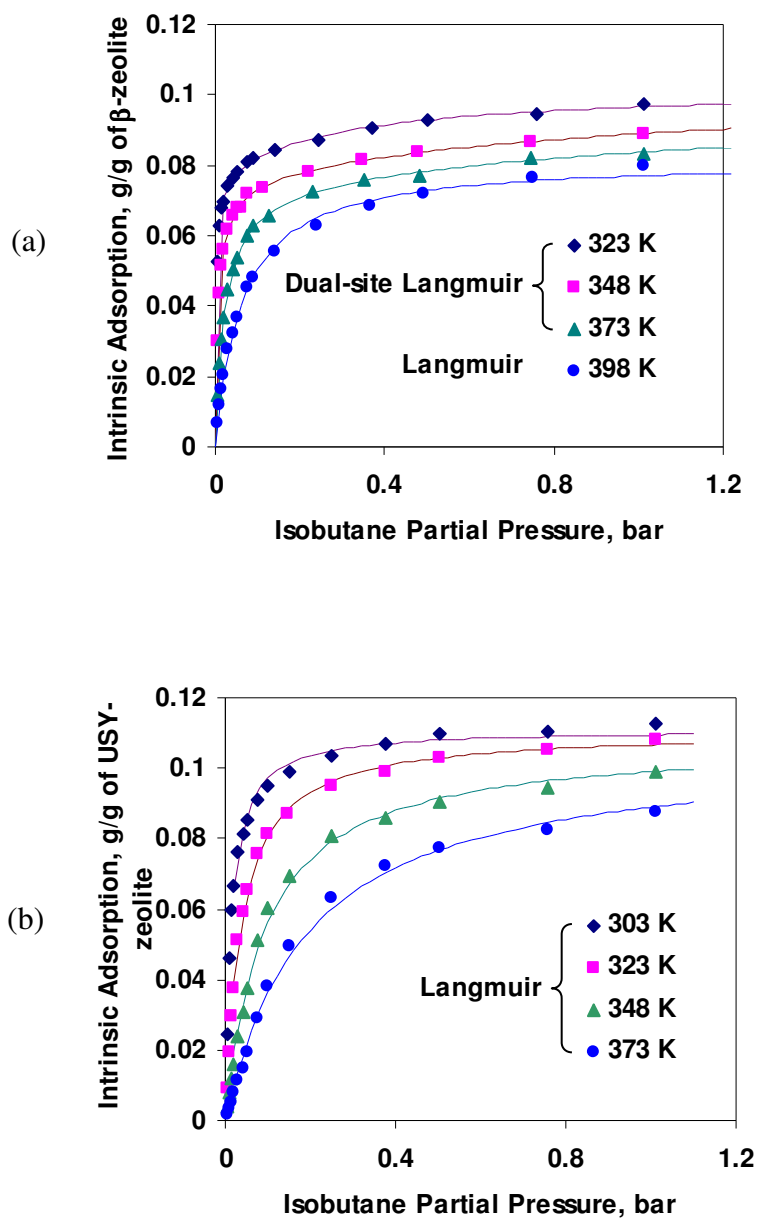 (a)
Intrinsic Adsorption, g/g of β-zeolite
0.12
0.1
0.08
0.06
0.04
0.02
0
0
0.4
0.8
1.2
Isobutane Partial Pressure, bar
Dual-site Langmuir
323 K
348 K
373 K
Langmuir
398 K
(b)
Intrinsic Adsorption, g/g of USY-
zeolite
0.12
0.1
0.08
0.06
0.04
0.02
0
0
0.4
0.8
1.2
Isobutane Partial Pressure, bar
Langmuir
303 K
323 K
348 K
373 K